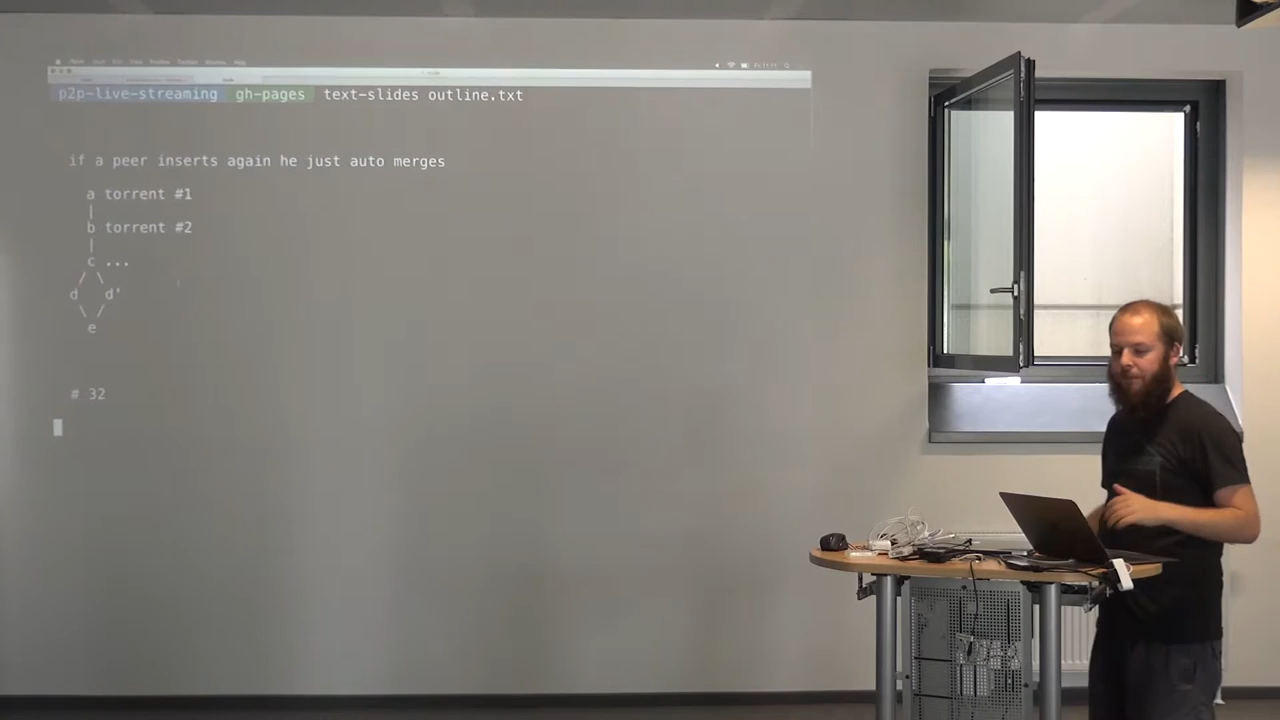 p2p-live-streaming gh-pages text-slides outline.txt
if a peer inserts again he just auto merges
a torrent #1
|
b torrent #2
|
c ...
/ \
d d'
\ /
e
# 32